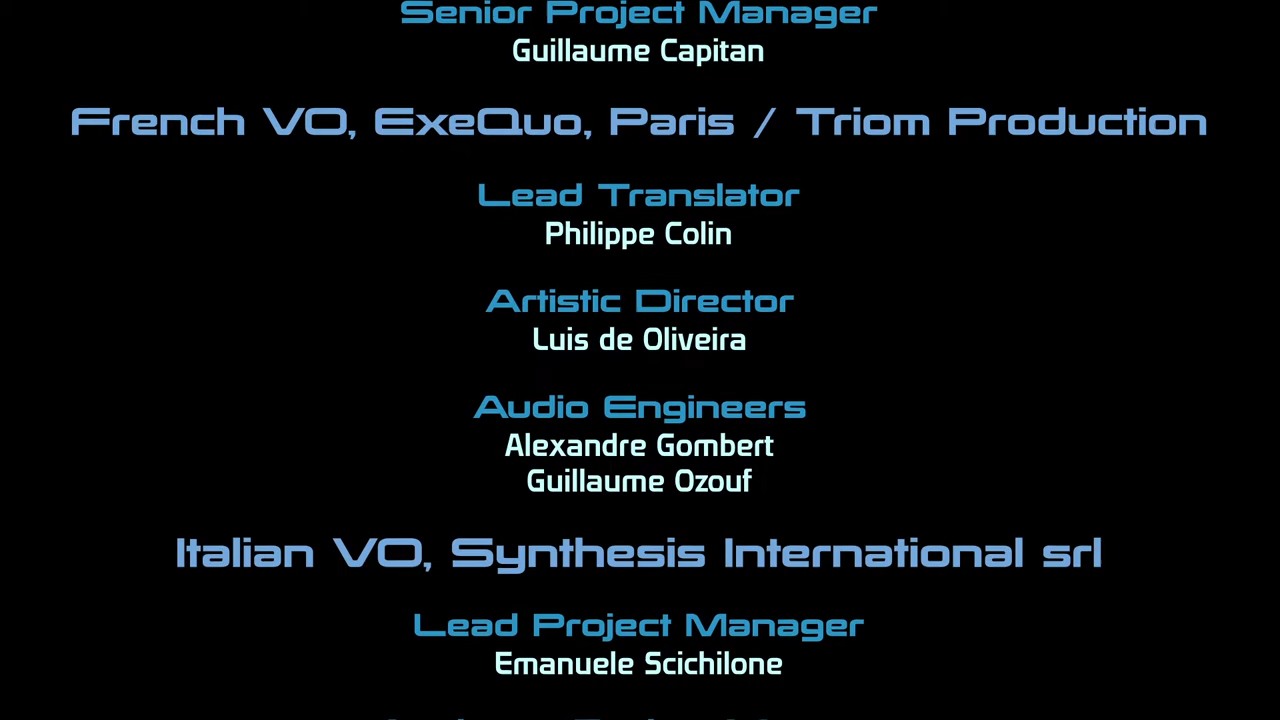 Senior Project Manager
Guillaume Capitan
French VO, ExeQuo, Paris / Triom Production
Lead Translator
Philippe Colin
Artistic Director
Luis de Oliveira
Audio Engineers
Alexandre Gombert
Guillaume Ozouf
Italian VO, Synthesis International srl
Lead Project Manager
Emanuele Scichilone